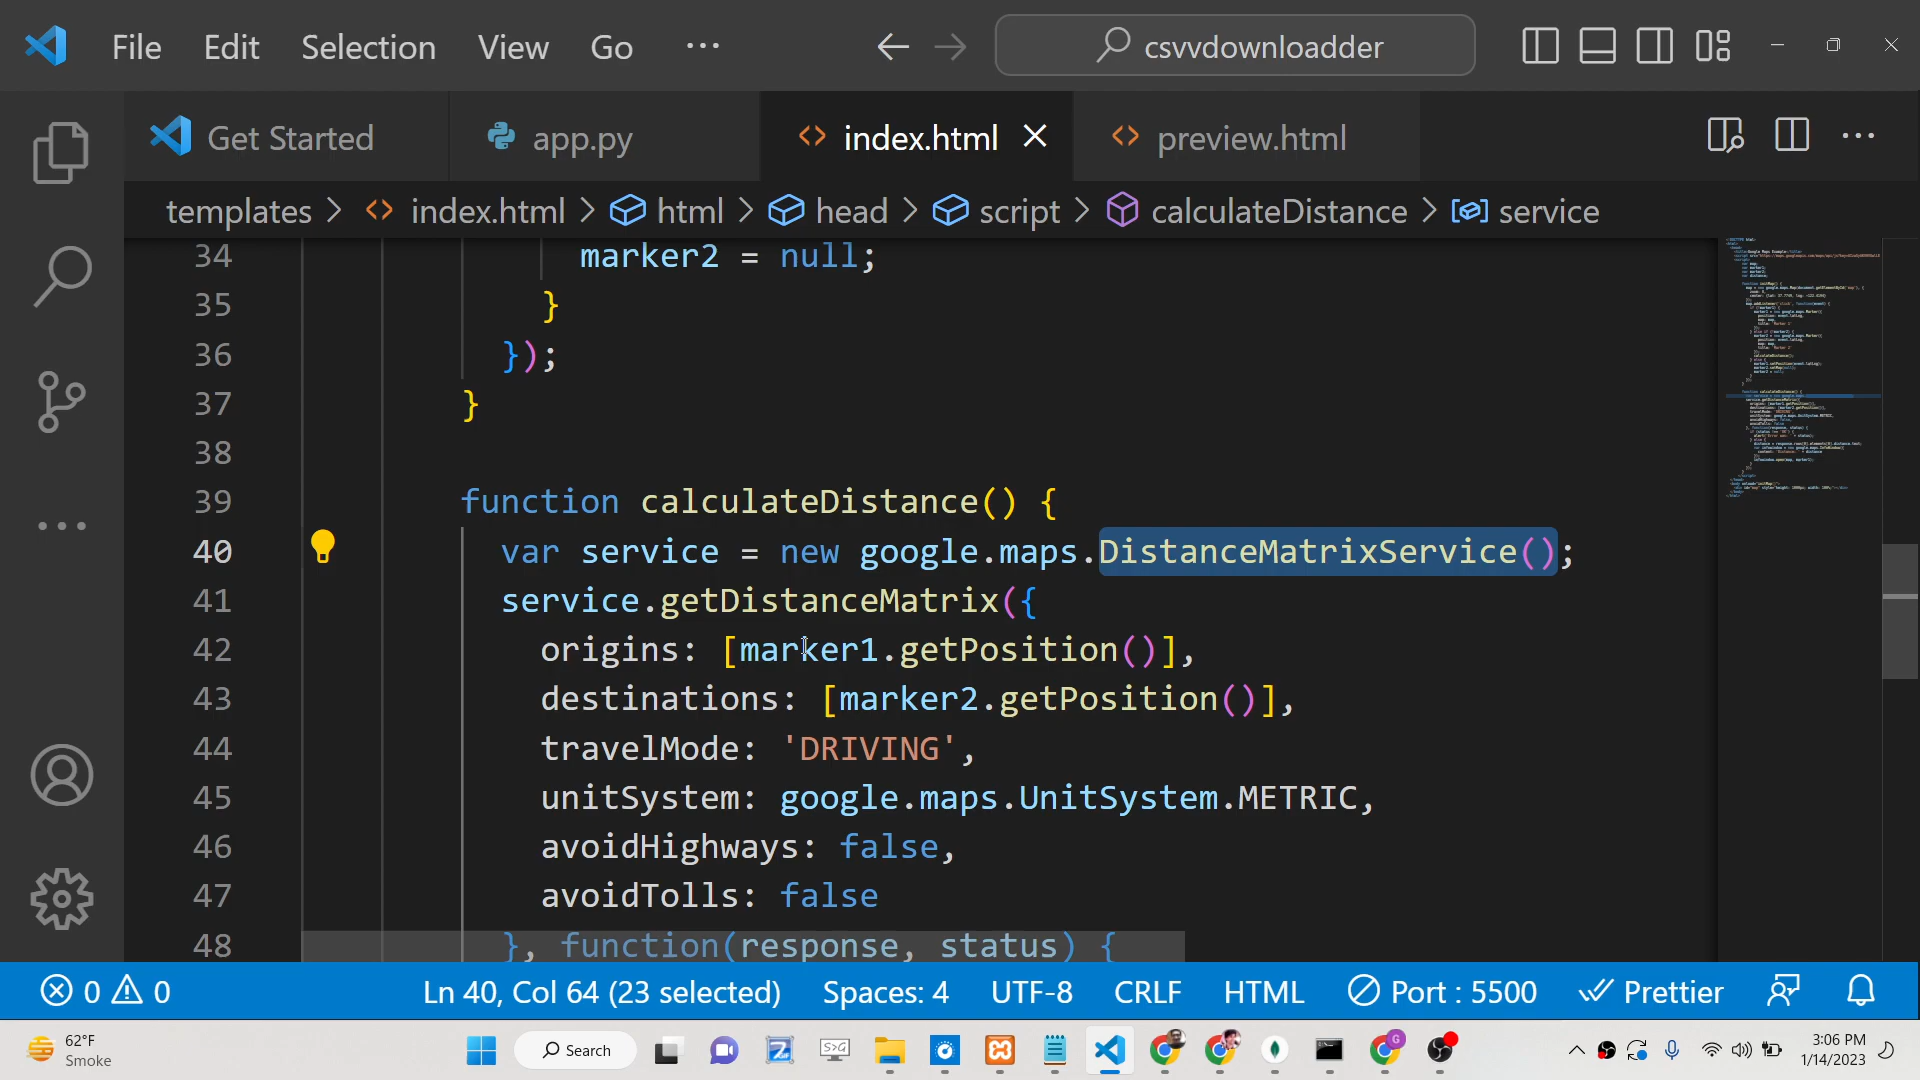 File Edit Selection View Go ... csvvdownloadder
Get Started app.py index.html preview.html
templates > index.html > html > head > script > calculateDistance > service
34 marker2 = null;
35 }
36 });
37 }
38
39 function calculateDistance() {
40 var service = new google.maps.DistanceMatrixService();
41 service.getDistanceMatrix({
42 origins: [marker1.getPosition()],
43 destinations: [marker2.getPosition()],
44 travelMode: 'DRIVING',
45 unitSystem: google.maps.UnitSystem.METRIC,
46 avoidHighways: false,
47 avoidTolls: false
48 }, function(response, status) {
0 0 Ln 40, Col 64 (23 selected) Spaces: 4 UTF-8 CRLF HTML Port : 5500 Prettier
62°F
Smoke
Search
3:06 PM
1/14/2023